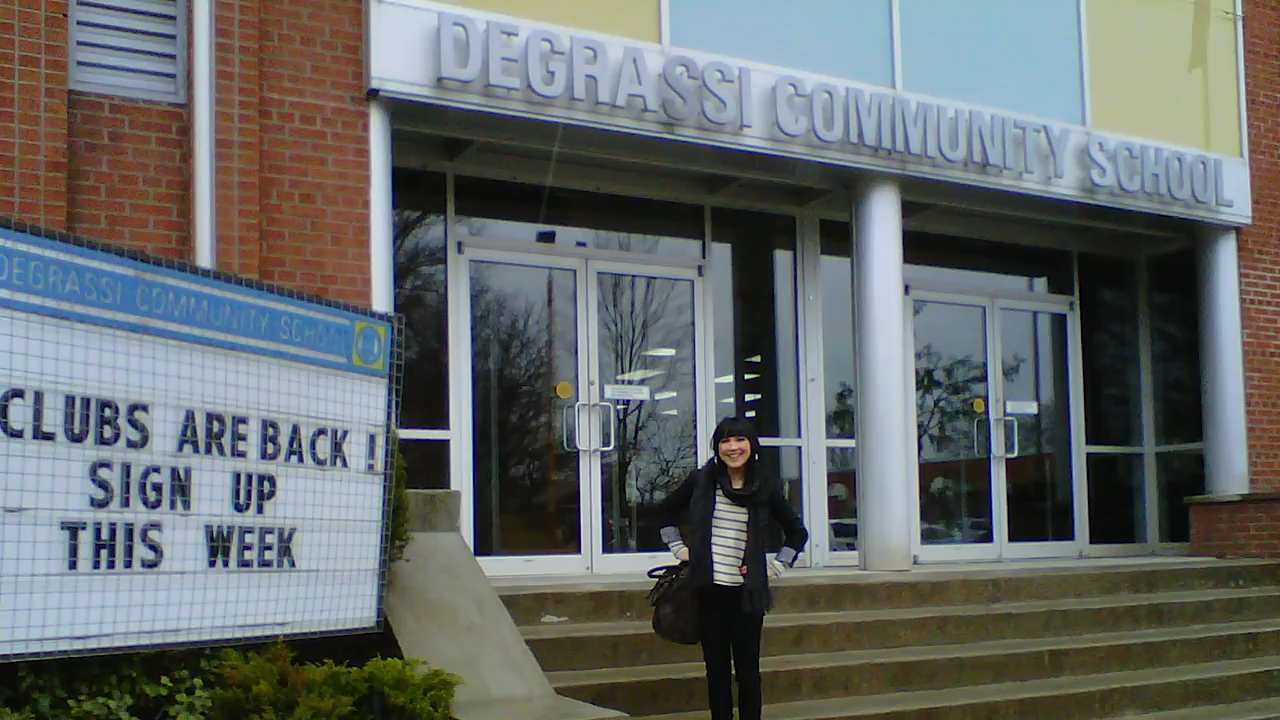 DEGRASSI COMMUNITY SCHOOL
DEGRASSI COMMUNITY SCHOOL
CLUBS ARE BACK !
SIGN UP
THIS WEEK